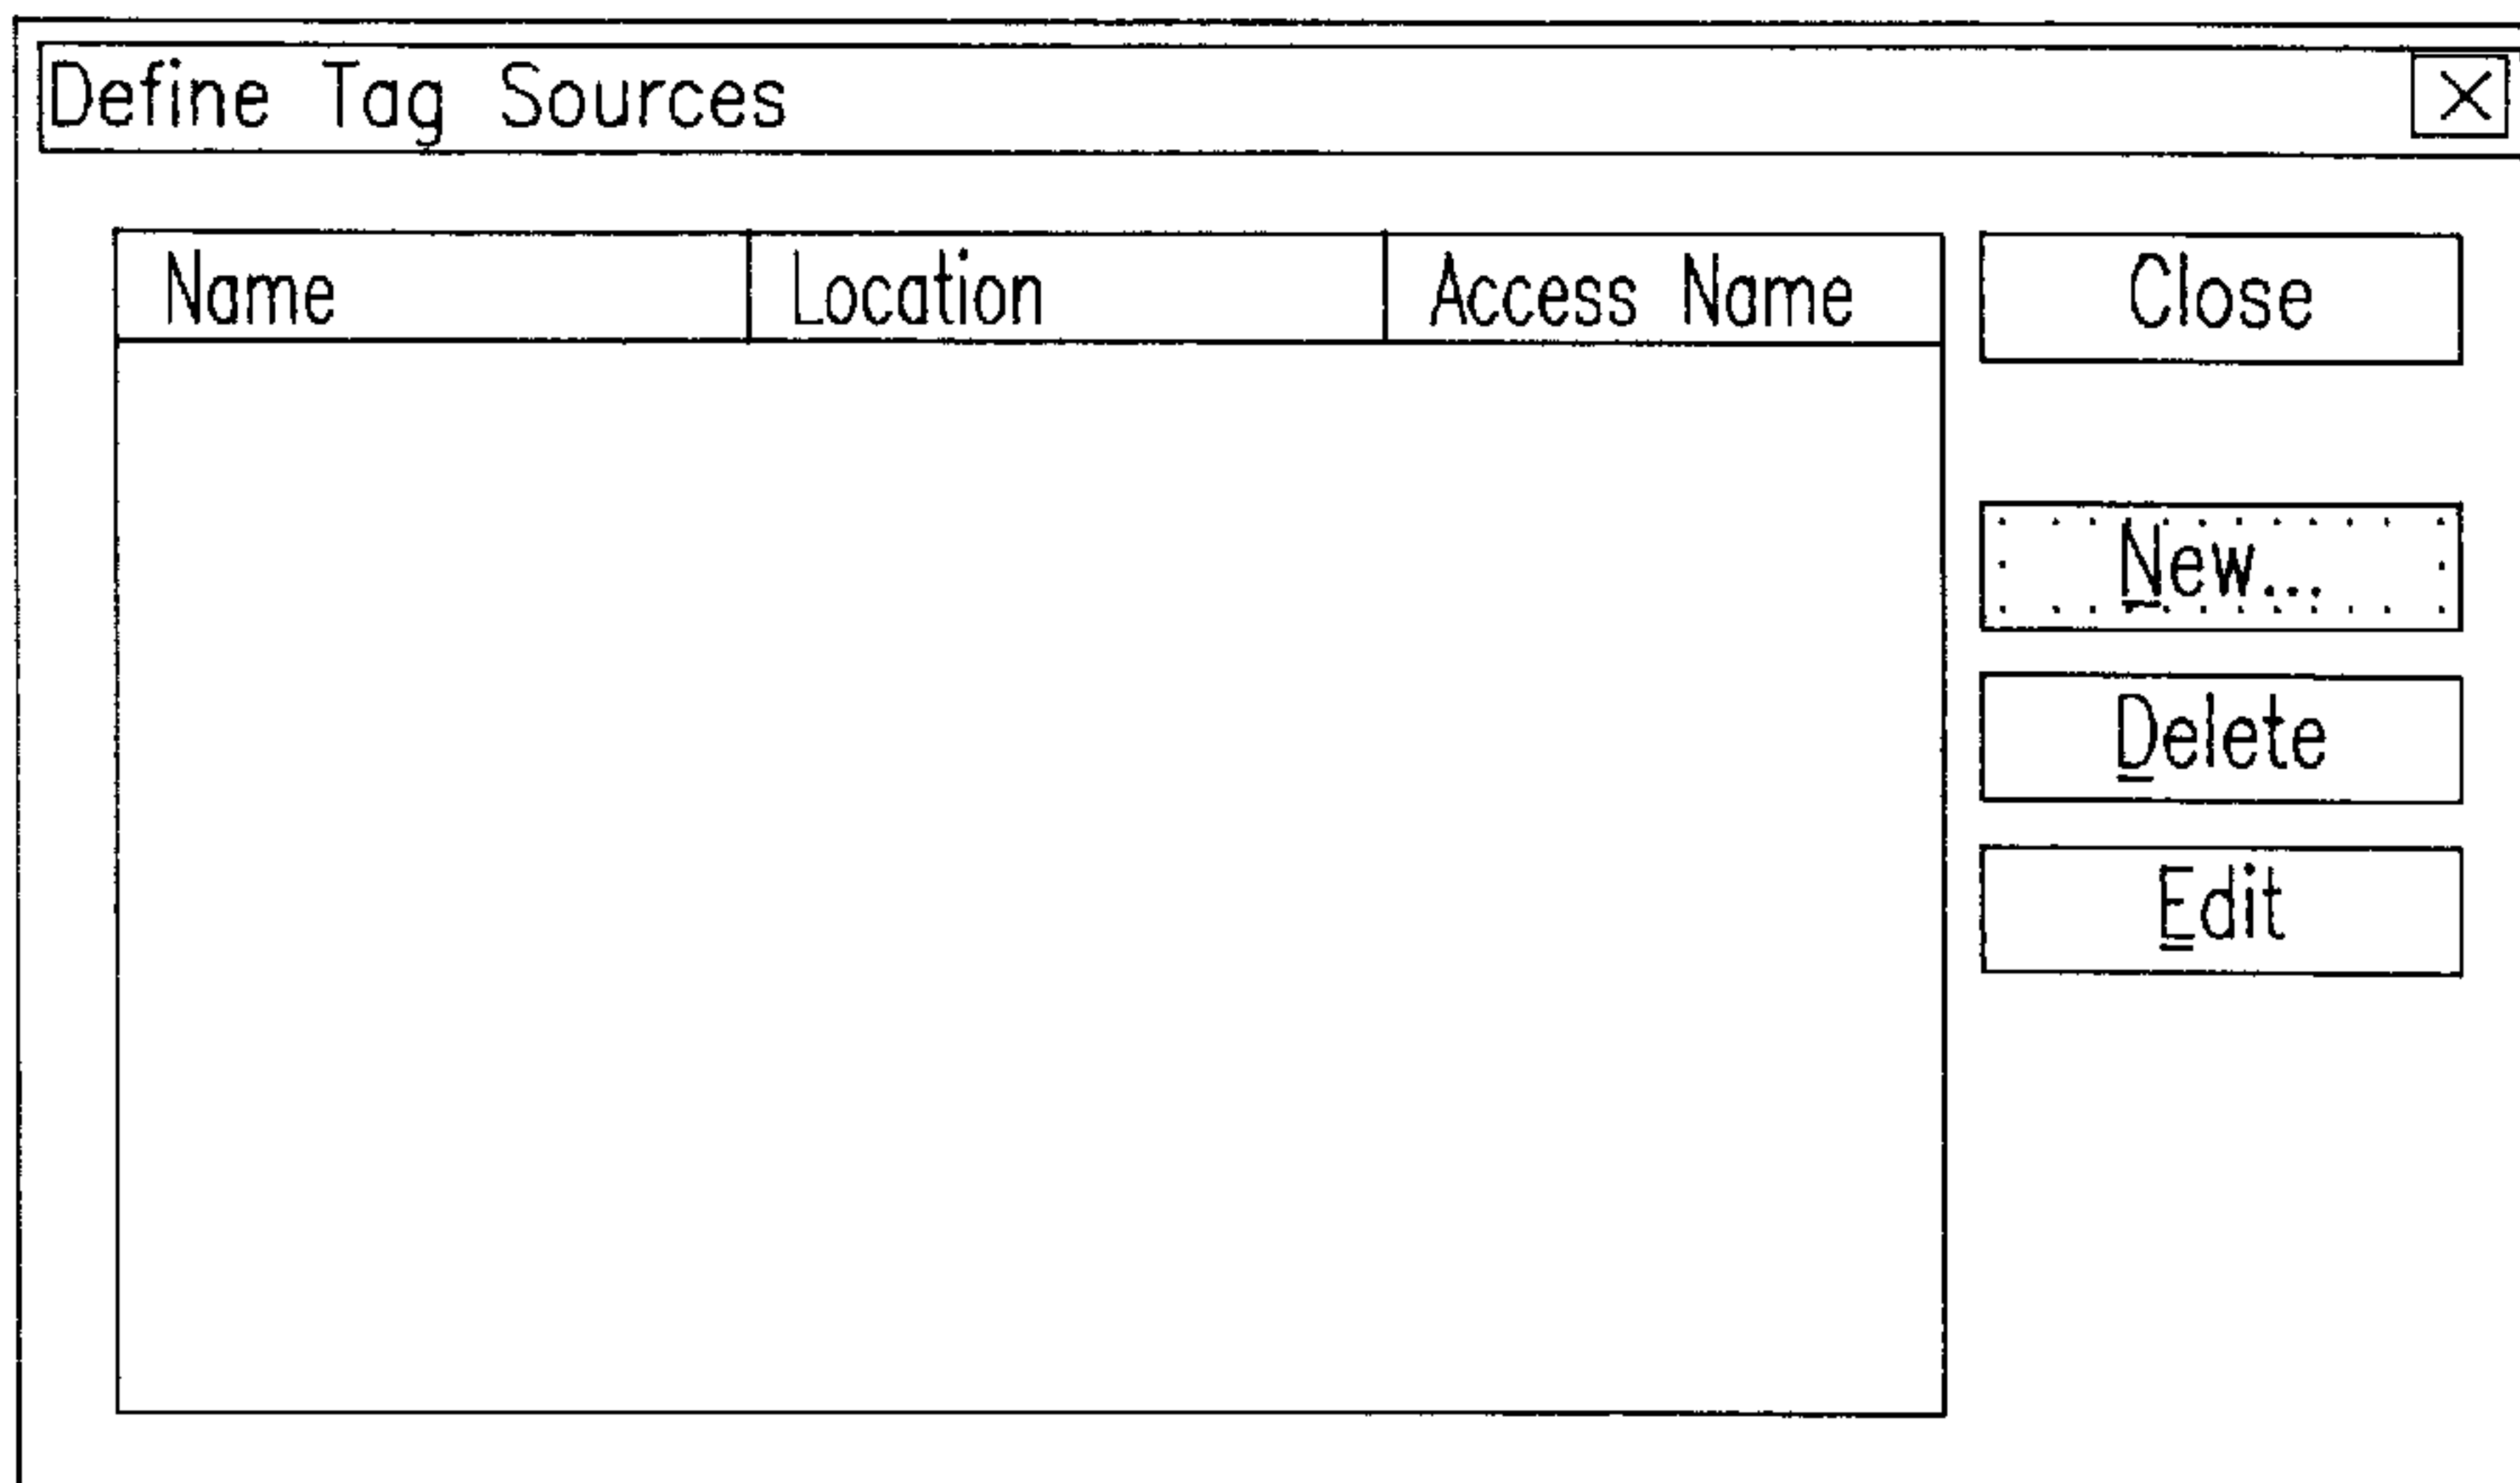 Define Tag Sources
Name Location Access Name
Close
New...
Delete
Edit